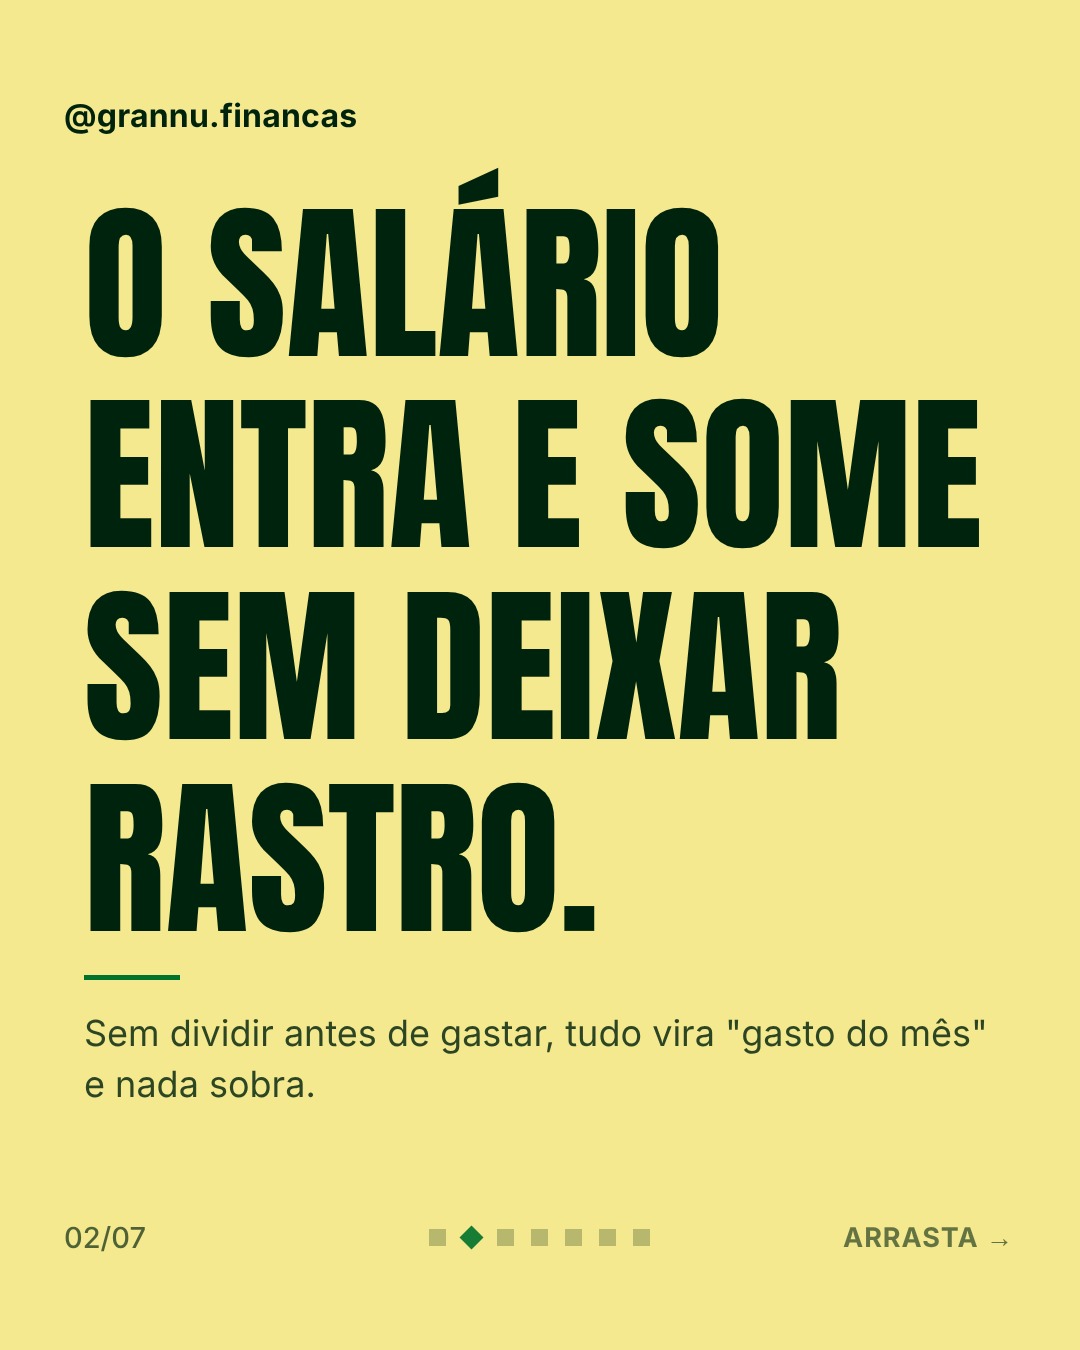 @grannu.financas
O SALÁRIO
ENTRA E SOME
SEM DEIXAR
RASTRO.
Sem dividir antes de gastar, tudo vira "gasto do mês"
e nada sobra.
02/07
ARRASTA →